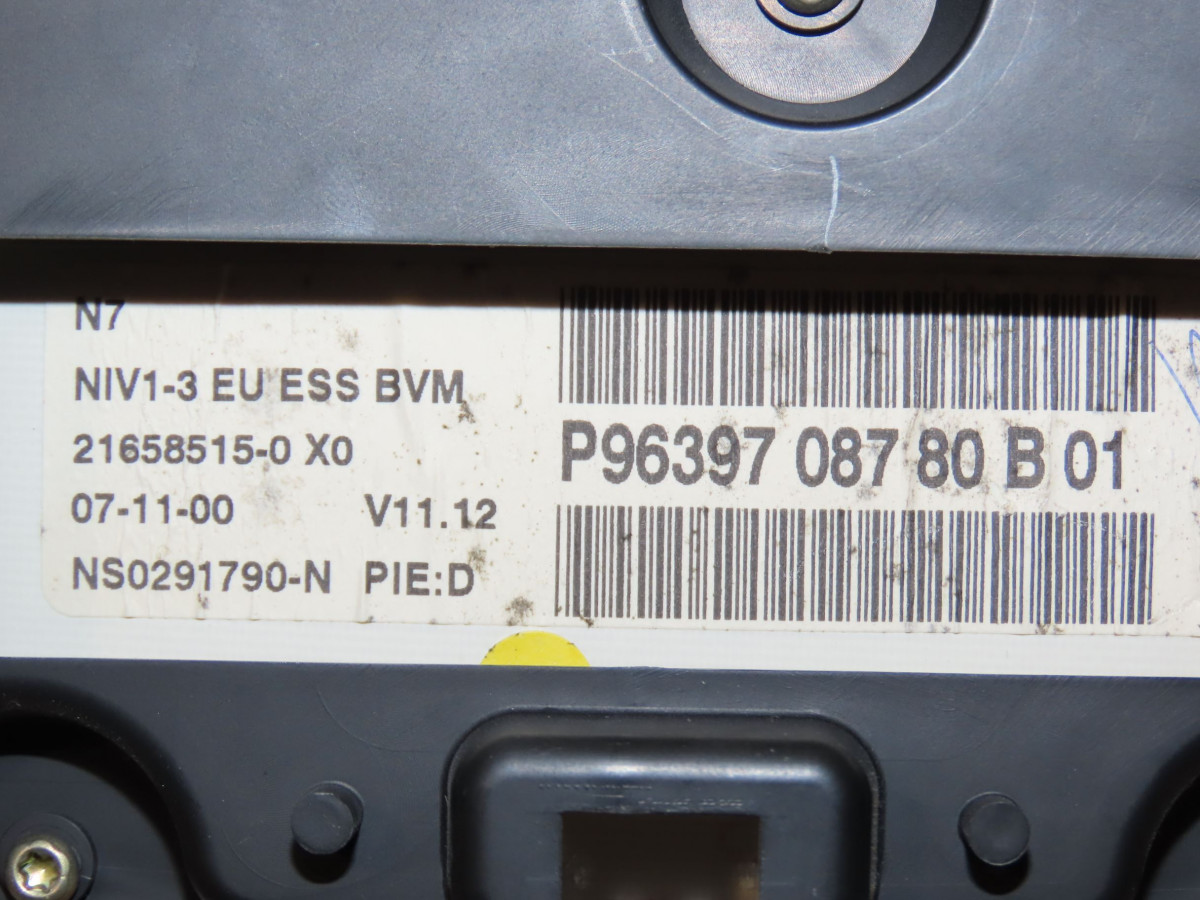 N7
NIV1-3 EU ESS BVM
21658515-0 X0
07-11-00 V11.12
NS0291790-N PIE:D
P96397 087 80 B 01